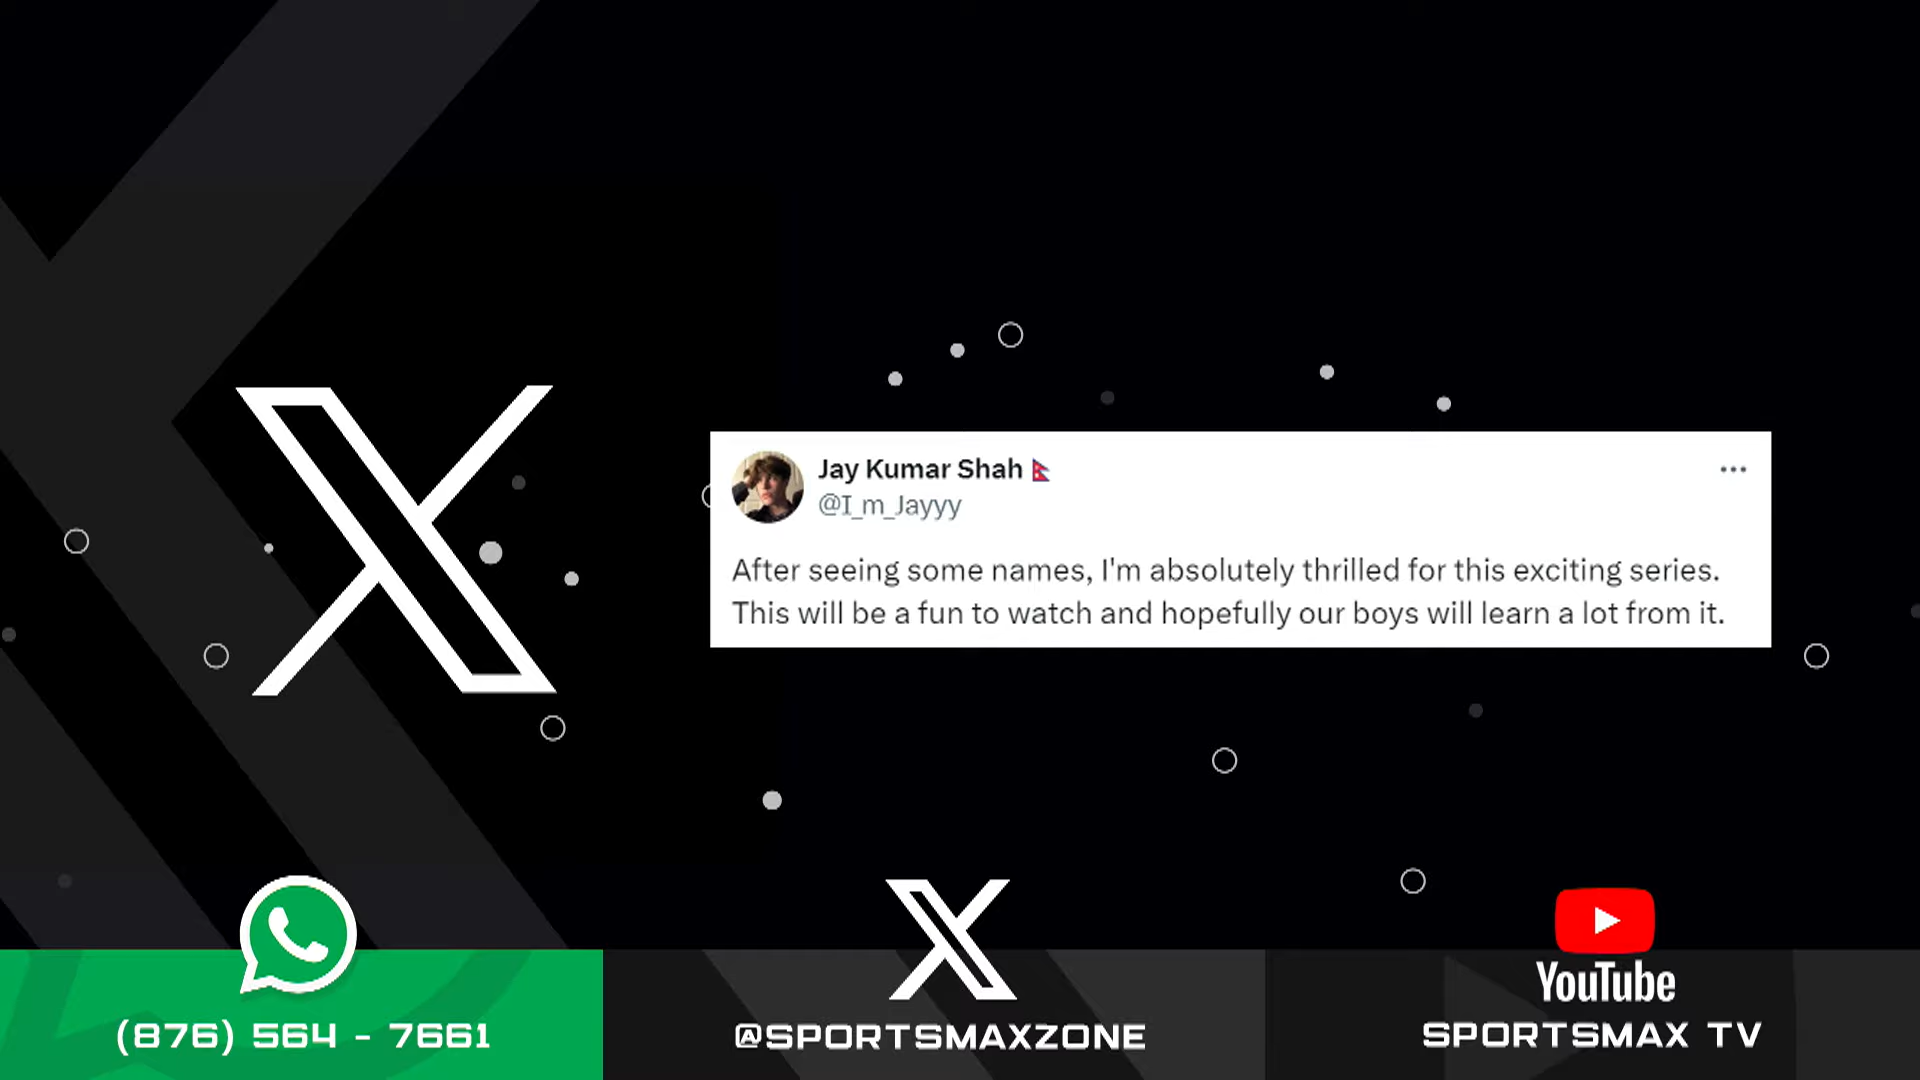 Jay Kumar Shah
@I_m_Jayyy
After seeing some names, I'm absolutely thrilled for this exciting series.
This will be a fun to watch and hopefully our boys will learn a lot from it.
(876) 564 - 7661
@SPORTSMAXZONE
YouTube
SPORTSMAX TV